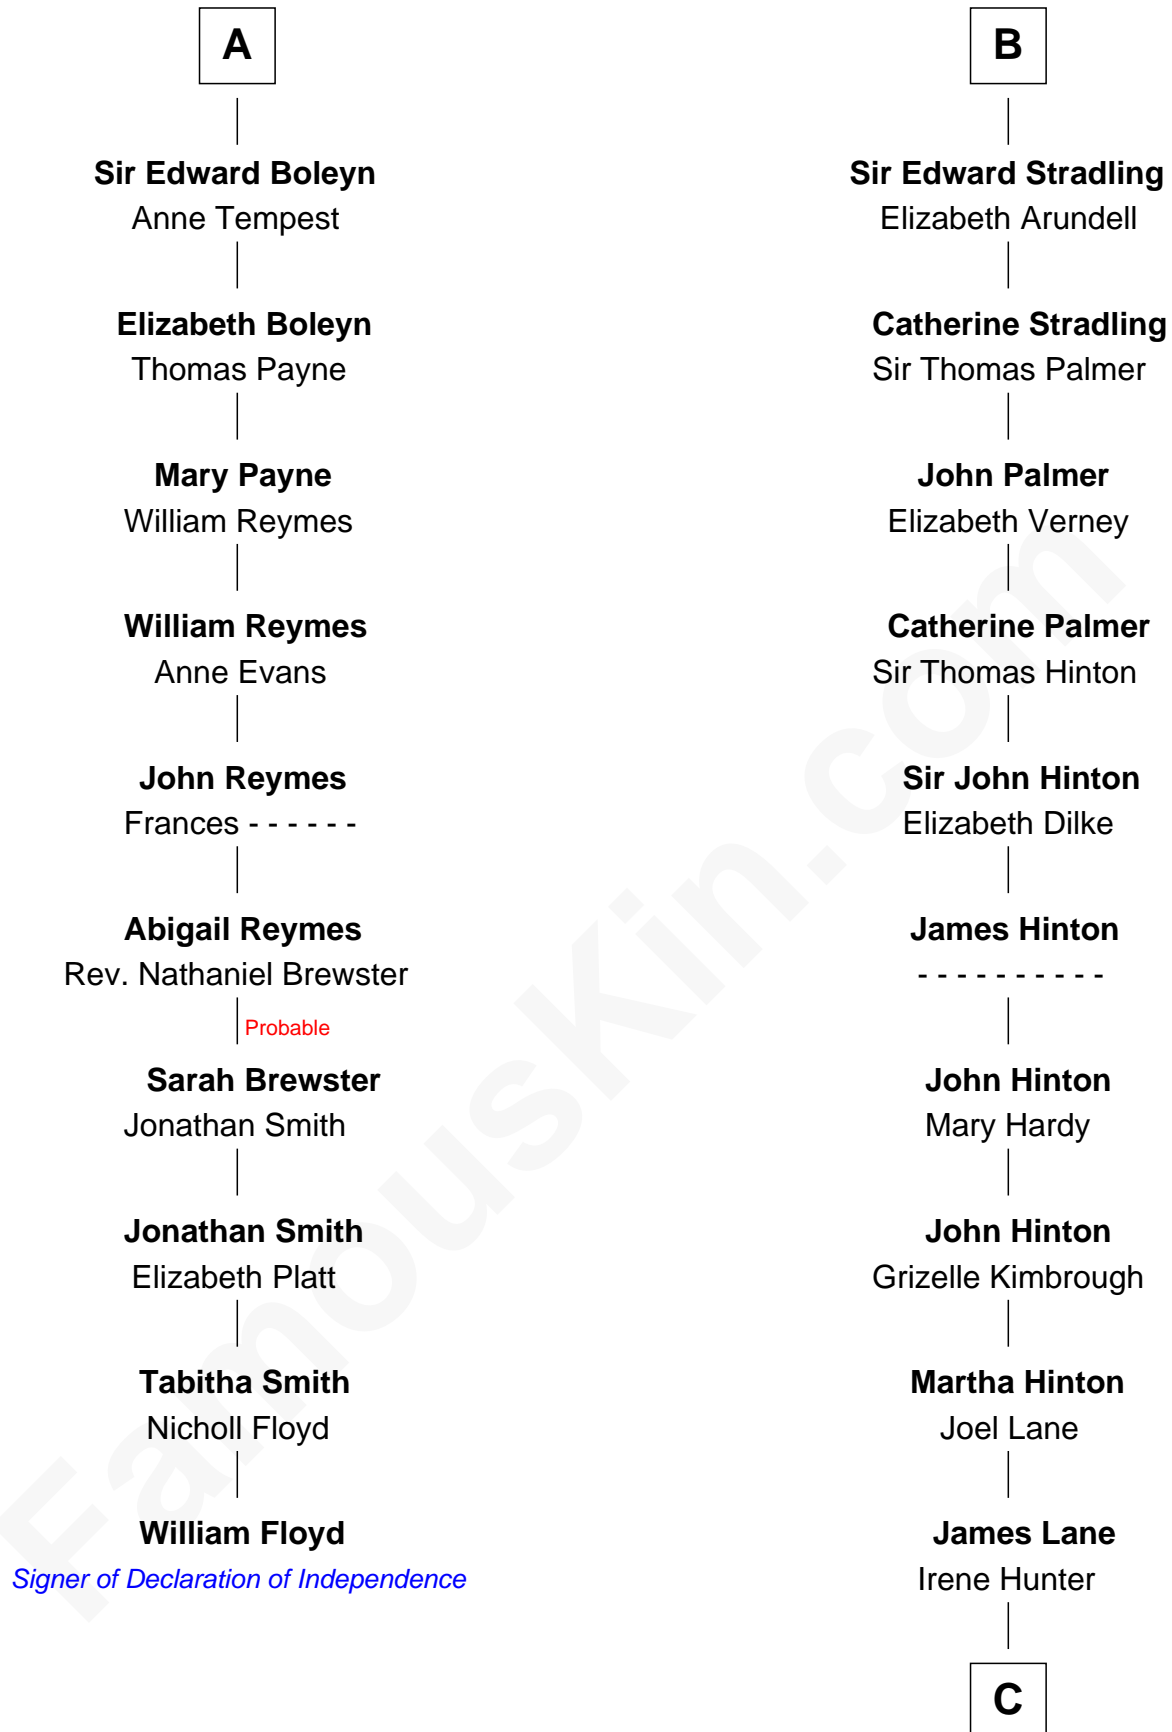 A
Sir Edward Boleyn
Anne Tempest
Elizabeth Boleyn
Thomas Payne
Mary Payne
William Reymes
William Reymes
Anne Evans
John Reymes
Frances - - - - - -
Abigail Reymes
Rev. Nathaniel Brewster
Probable
Sarah Brewster
Jonathan Smith
Jonathan Smith
Elizabeth Platt
Tabitha Smith
Nicholl Floyd
William Floyd
Signer of Declaration of Independence
B
Sir Edward Stradling
Elizabeth Arundell
Catherine Stradling
Sir Thomas Palmer
John Palmer
Elizabeth Verney
Catherine Palmer
Sir Thomas Hinton
Sir John Hinton
Elizabeth Dilke
James Hinton
- - - - - - - - - -
John Hinton
Mary Hardy
John Hinton
Grizelle Kimbrough
Martha Hinton
Joel Lane
James Lane
Irene Hunter
C
FamousKin.com